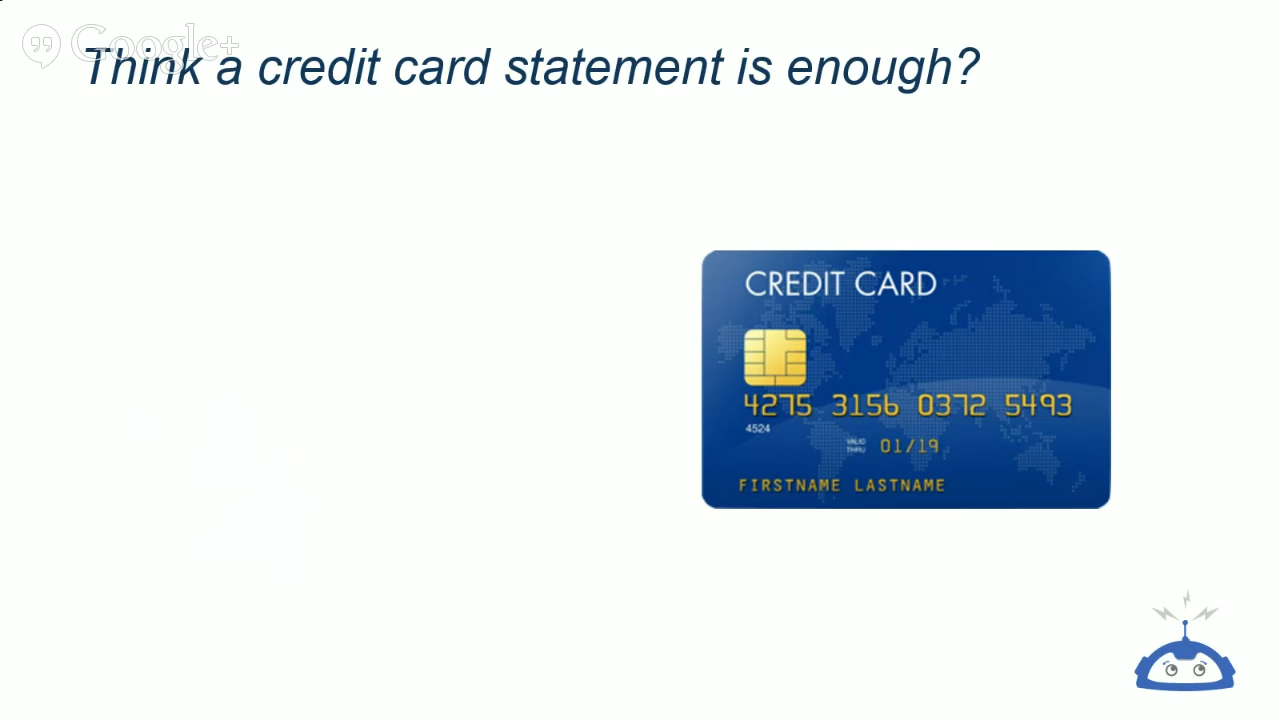 Google+
Think a credit card statement is enough?
CREDIT CARD
4275 3156 0372 5493
4524
VALID
THRU
01/19
FIRSTNAME LASTNAME